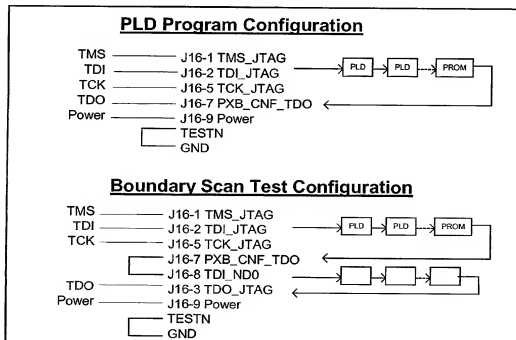 PLD Program Configuration
TMS J16-1 TMS_JTAG
TDI J16-2 TDI_JTAG PLD PLD PROM
TCK J16-5 TCK_JTAG
TDO J16-7 PXB_CNF_TDO
Power J16-9 Power
TESTN
GND
Boundary Scan Test Configuration
TMS J16-1 TMS_JTAG
TDI J16-2 TDI_JTAG PLD PLD PROM
TCK J16-5 TCK_JTAG
J16-7 PXB_CNF_TDO
J16-8 TDI_ND0
TDO J16-3 TDO_JTAG
Power J16-9 Power
TESTN
GND